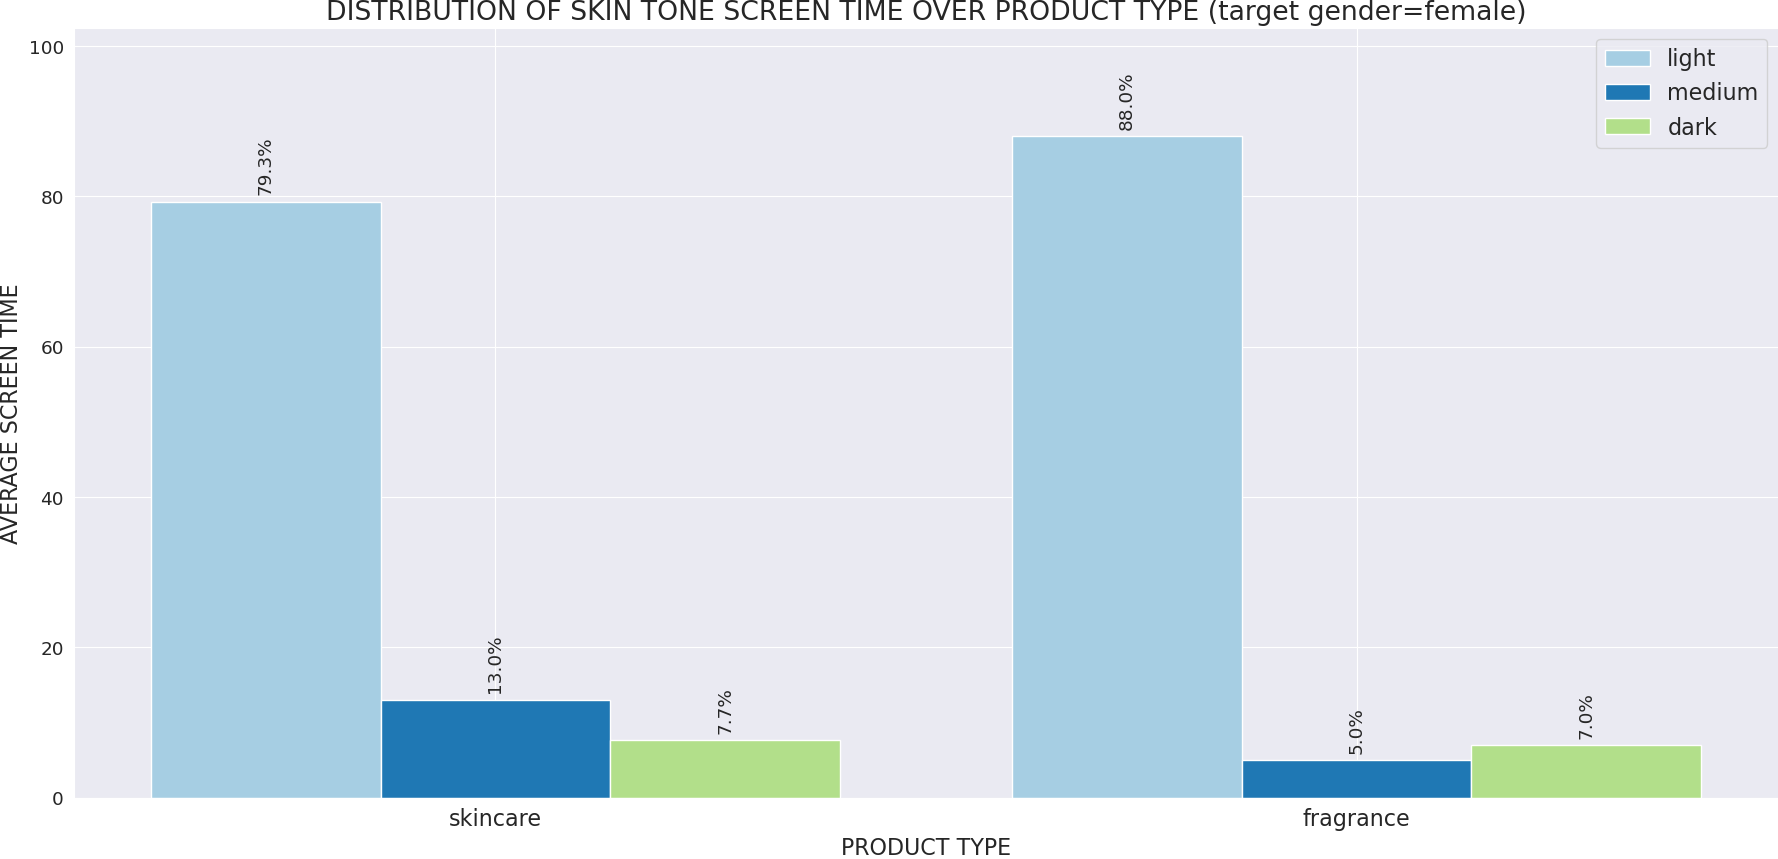 DISTRIBUTION OF SKIN TONE SCREEN TIME OVER PRODUCT TYPE (target gender=female)
light
medium
dark
AVERAGE SCREEN TIME
100
80
60
40
20
0
79.3%
13.0%
7.7%
88.0%
5.0%
7.0%
skincare
fragrance
PRODUCT TYPE